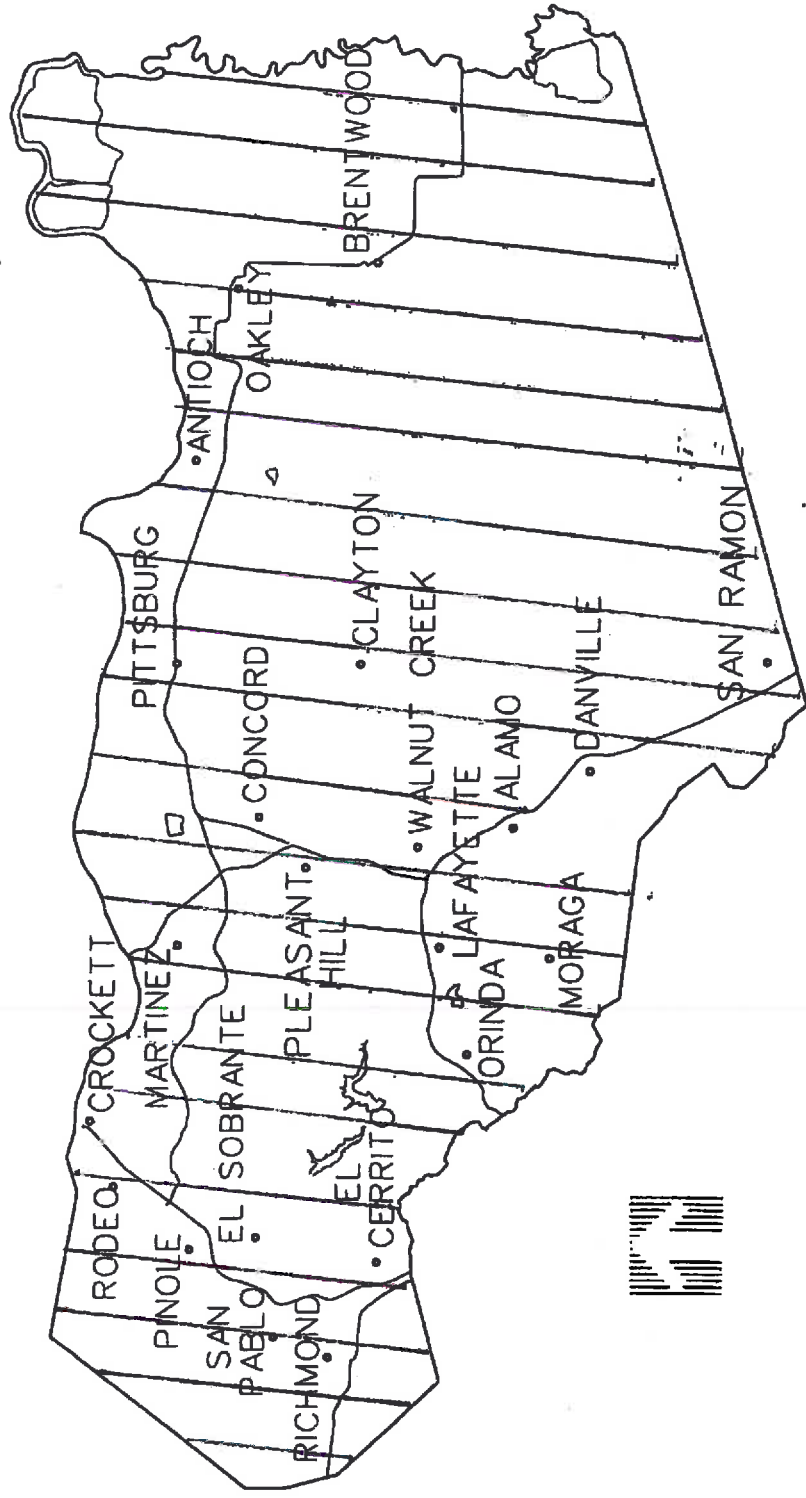 CROCKETT
RODEO
MARTINEZ
PINOLE
EL SOBRANTE
SAN
PABLO
RICHMOND
EL
CERRITO
PLEASANT
HILL
ORINDA
MORAGA
LAFAYETTE
WALNUT CREEK
ALAMO
DANVILLE
SAN RAMON
CONCORD
CLAYTON
PITTSBURG
ANTIOCH
OAKLEY
BRENTWOOD